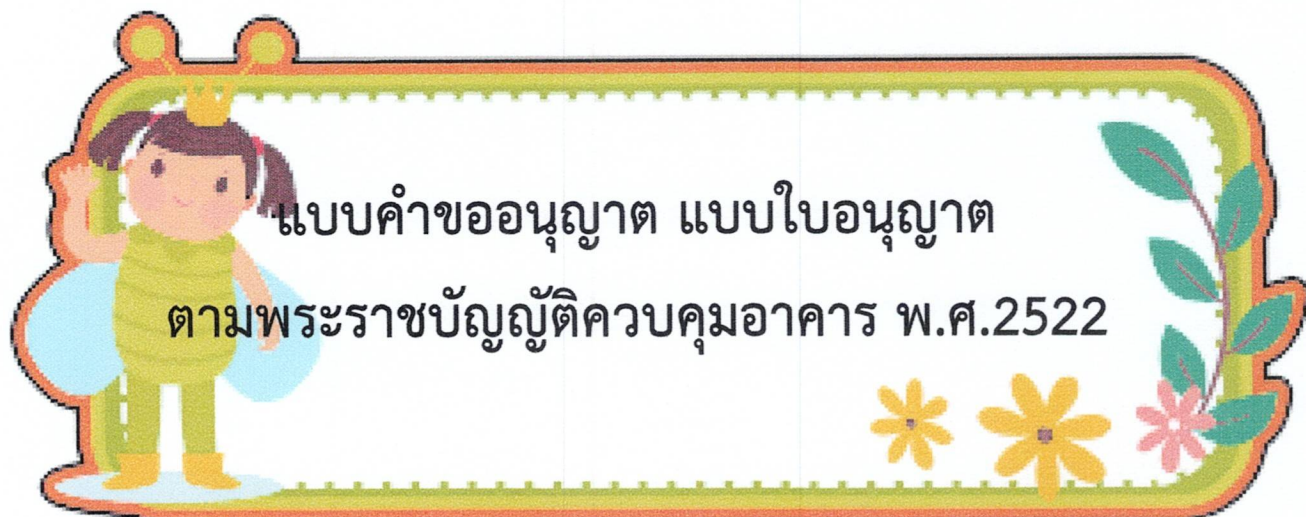 แบบคำขออนุญาต แบบใบอนุญาต
ตามพระราชบัญญัติควบคุมอาคาร พ.ศ.2522